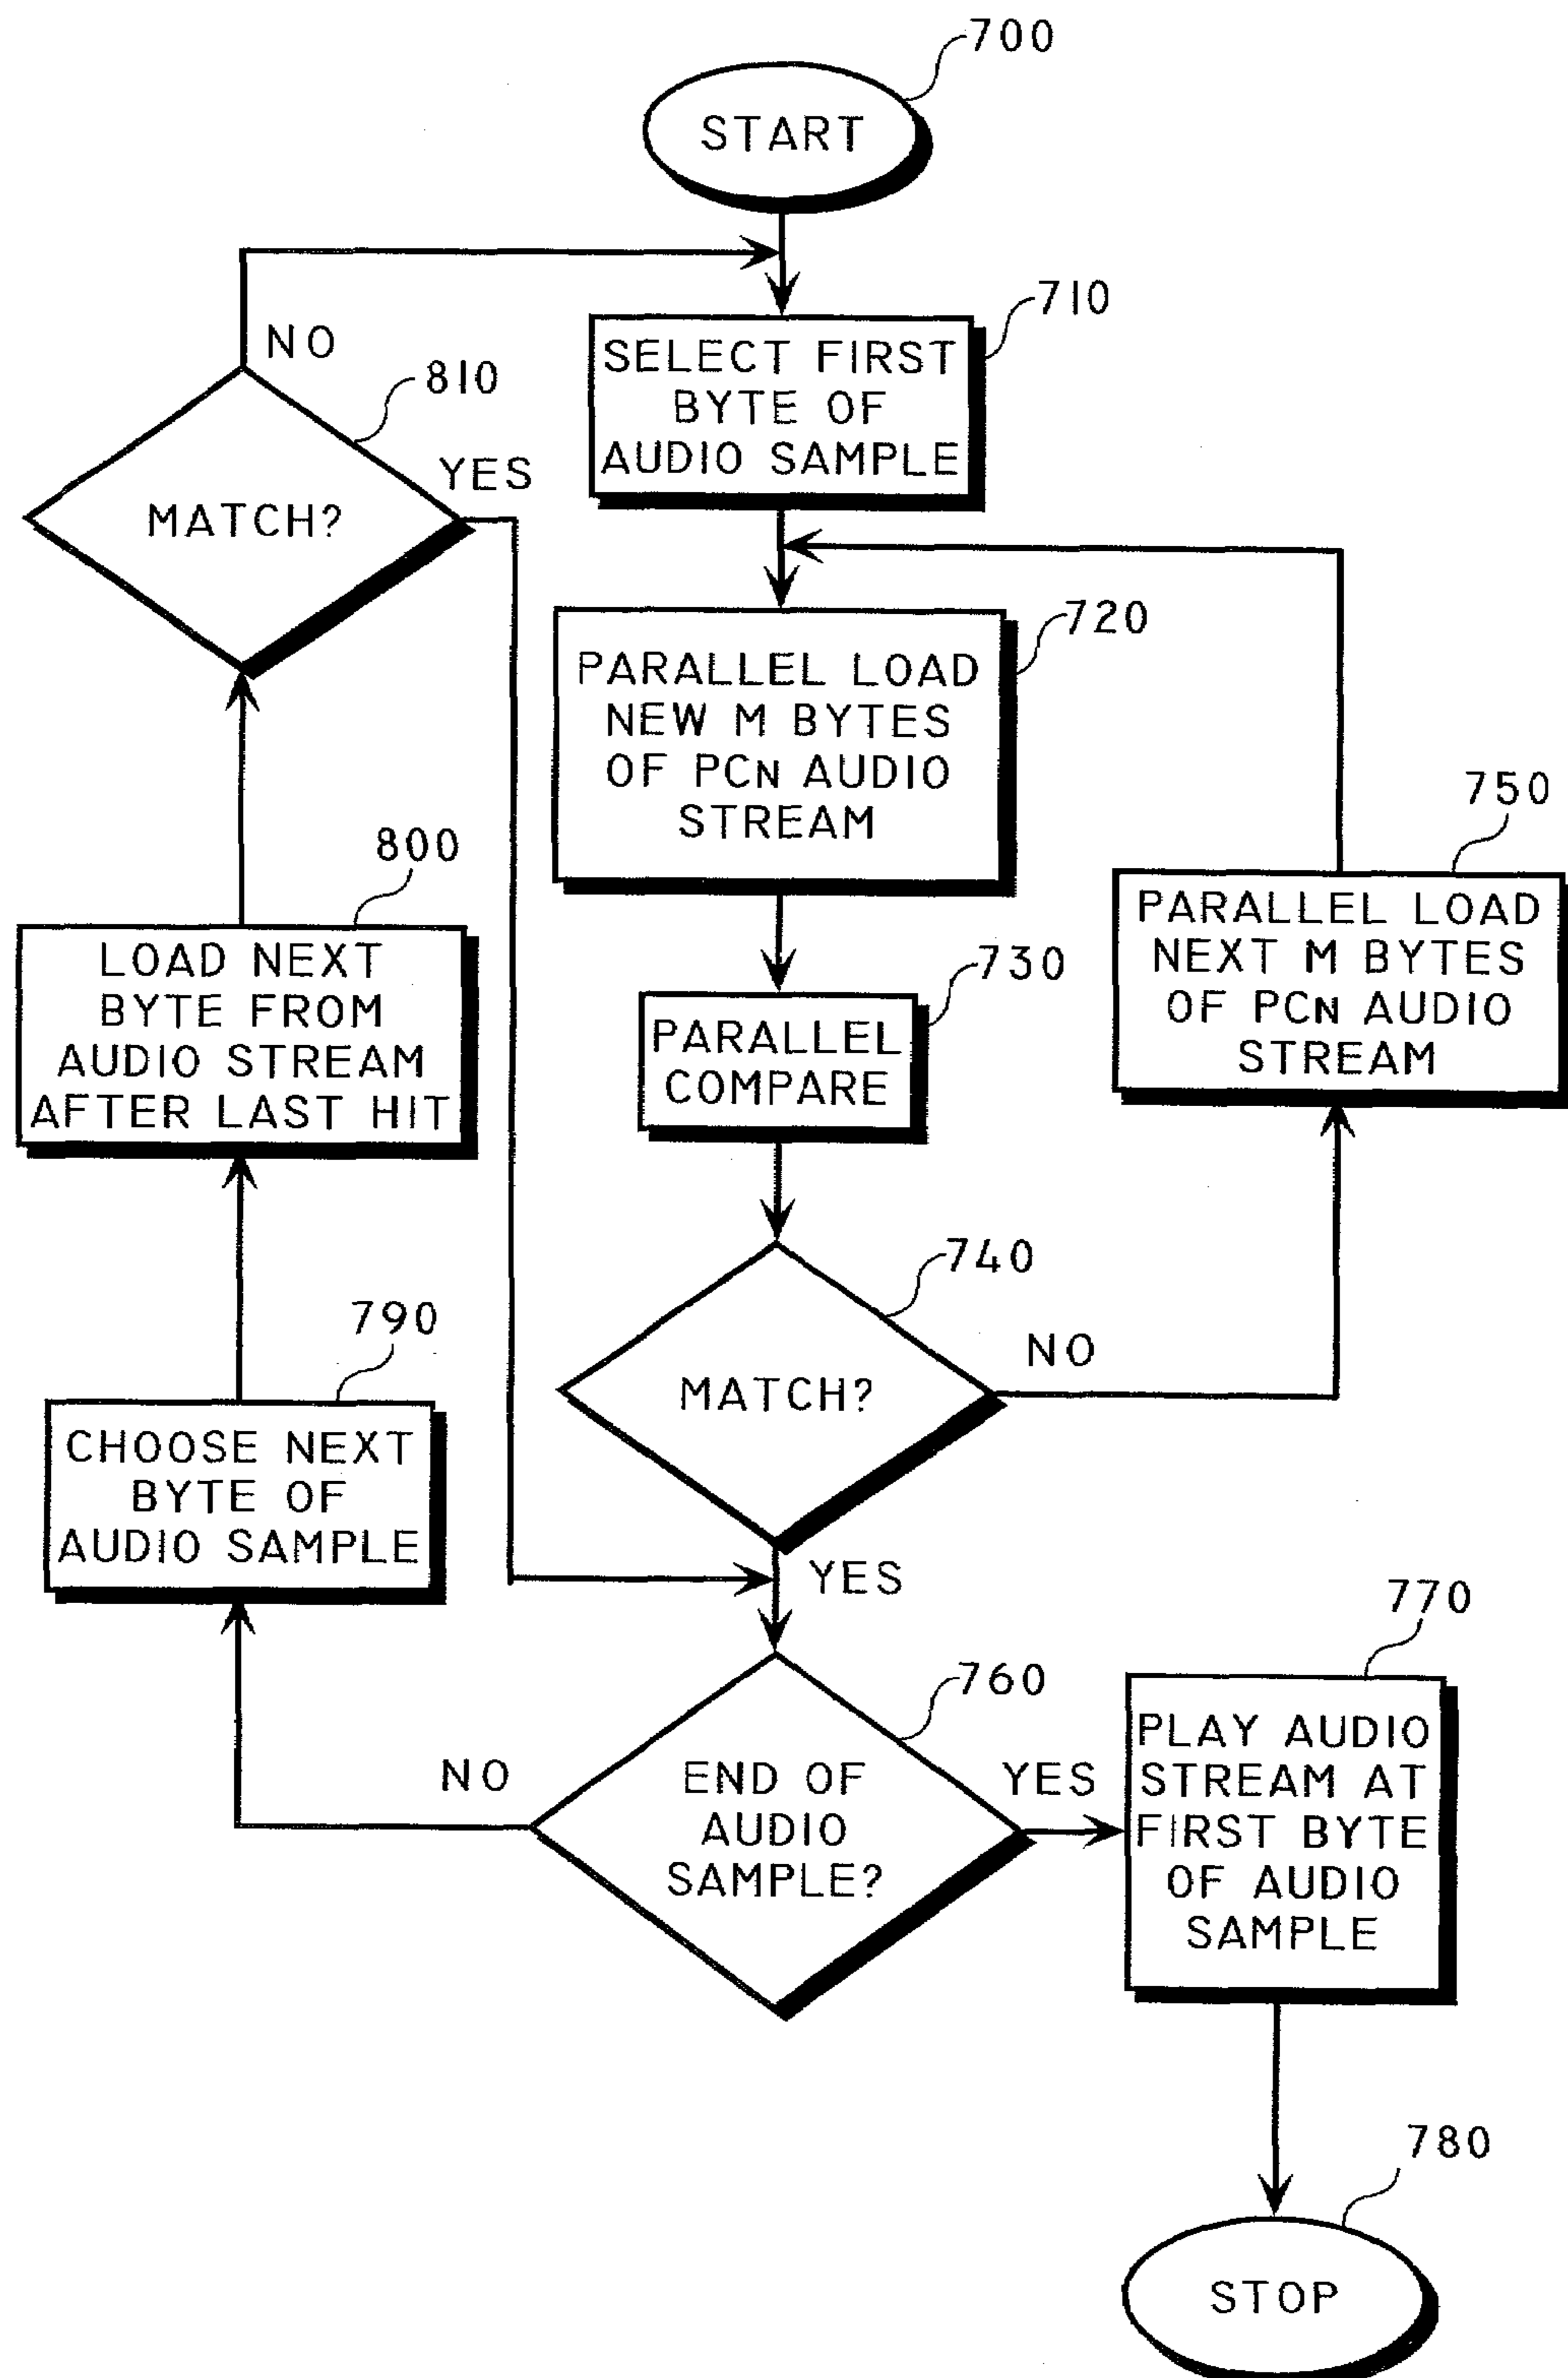 700
START
710
SELECT FIRST
BYTE OF
AUDIO SAMPLE
NO
810
MATCH?
YES
720
PARALLEL LOAD
NEW M BYTES
OF PCN AUDIO
STREAM
750
PARALLEL LOAD
NEXT M BYTES
OF PCN AUDIO
STREAM
800
LOAD NEXT
BYTE FROM
AUDIO STREAM
AFTER LAST HIT
730
PARALLEL
COMPARE
740
MATCH?
NO
YES
790
CHOOSE NEXT
BYTE OF
AUDIO SAMPLE
760
END OF
AUDIO
SAMPLE?
NO
YES
770
PLAY AUDIO
STREAM AT
FIRST BYTE
OF AUDIO
SAMPLE
780
STOP